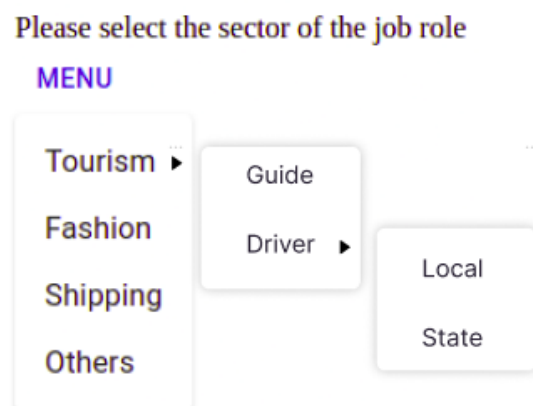 Please select the sector of the job role
MENU
Tourism
Guide
Fashion
Driver
Local
Shipping
State
Others